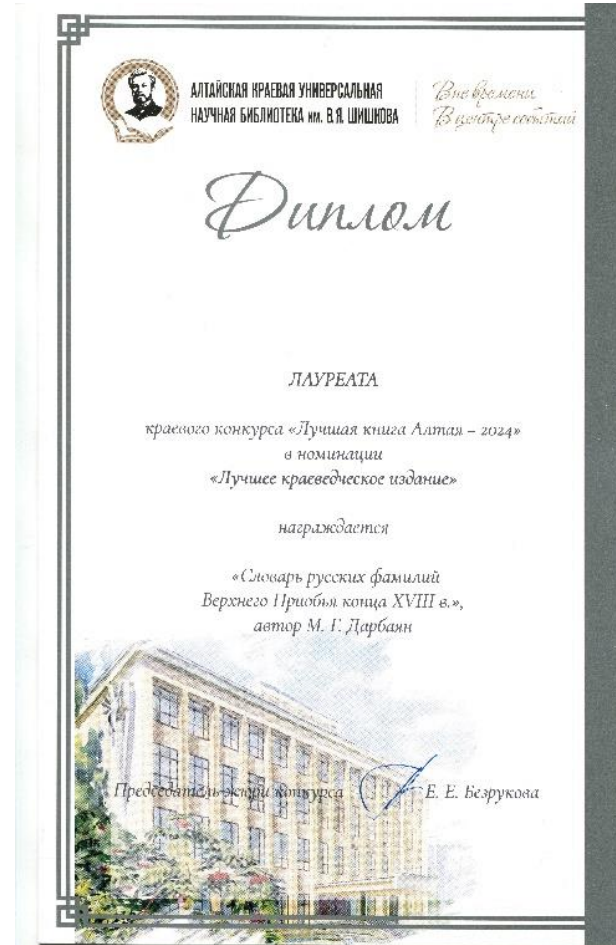 АЛТАЙСКАЯ КРАЕВАЯ УНИВЕРСАЛЬНАЯ
НАУЧНАЯ БИБЛИОТЕКА им. В.Я. ШИШКОВА
Вне времени
В центре событий
Диплом
ЛАУРЕАТА
краевого конкурса «Лучшая книга Алтая – 2024»
в номинации
«Лучшее краеведческое издание»
награждается
«Словарь русских фамилий
Верхнего Приобья конца XVIII в.»,
автор М. Г. Дарбаян
Председатель жюри конкурса Е. Е. Безрукова